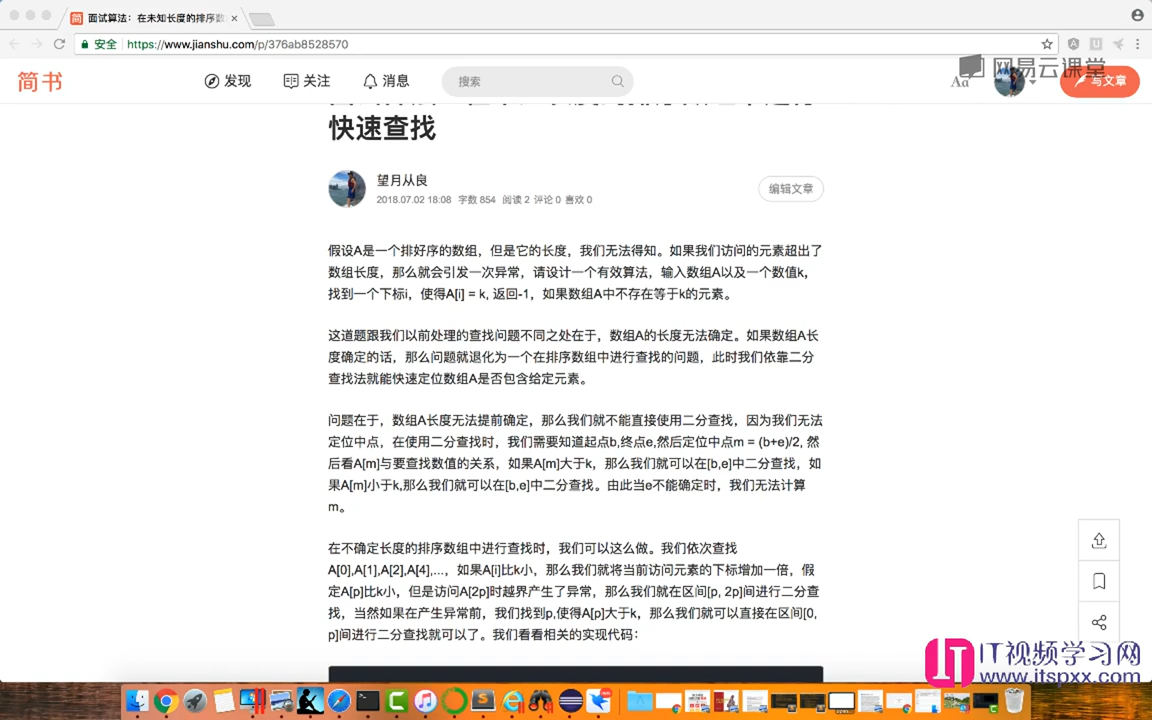 面试算法：在未知长度的排序数
安全 https://www.jianshu.com/p/376ab8528570
简书
发现
关注
消息
搜索
Aa
网易云课堂
写文章
快速查找
望月从良
2018.07.02 18:08 字数 854 阅读 2 评论 0 喜欢 0
编辑文章
假设A是一个排好序的数组，但是它的长度，我们无法得知。如果我们访问的元素超出了
数组长度，那么就会引发一次异常，请设计一个有效算法，输入数组A以及一个数值k，
找到一个下标i，使得A[i] = k, 返回-1，如果数组A中不存在等于k的元素。
这道题跟我们以前处理的查找问题不同之处在于，数组A的长度无法确定。如果数组A长
度确定的话，那么问题就退化为一个在排序数组中进行查找的问题，此时我们依靠二分
查找法就能快速定位数组A是否包含给定元素。
问题在于，数组A长度无法提前确定，那么我们就不能直接使用二分查找，因为我们无法
定位中点，在使用二分查找时，我们需要知道起点b,终点e,然后定位中点m = (b+e)/2, 然
后看A[m]与要查找数值的关系，如果A[m]大于k，那么我们就可以在[b,e]中二分查找，如
果A[m]小于k,那么我们就可以在[b,e]中二分查找。由此当e不能确定时，我们无法计算
m。
在不确定长度的排序数组中进行查找时，我们可以这么做。我们依次查找
A[0],A[1],A[2],A[4],...，如果A[i]比k小，那么我们就将当前访问元素的下标增加一倍，假
定A[p]比k小，但是访问A[2p]时越界产生了异常，那么我们就在区间[p, 2p]间进行二分查
找，当然如果在产生异常前，我们找到p,使得A[p]大于k，那么我们就可以直接在区间[0,
p]间进行二分查找就可以了。我们看看相关的实现代码：
IT IT视频学习网
www.itspxx.com